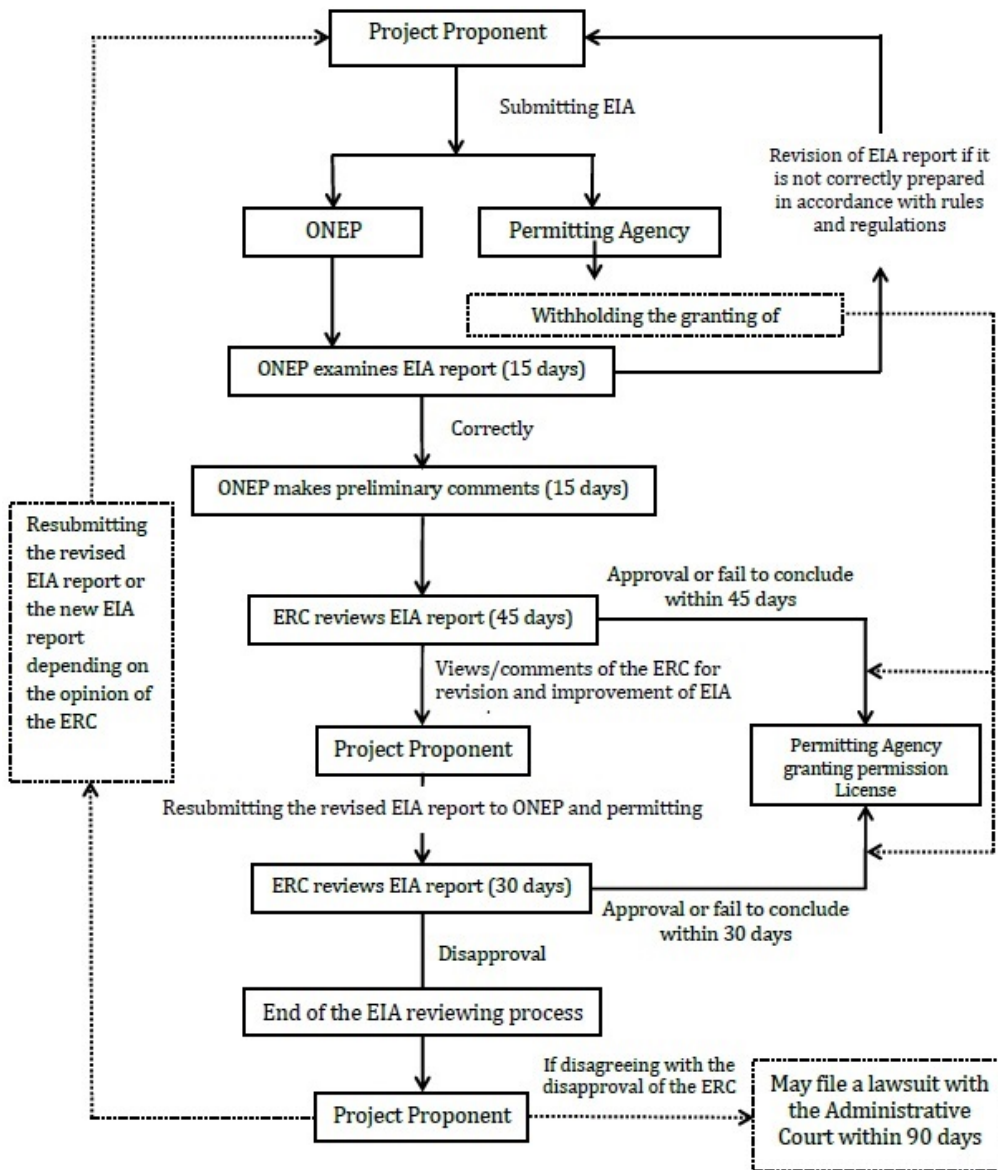 Project Proponent
Submitting EIA
Revision of EIA report if it
is not correctly prepared
in accordance with rules
and regulations
ONEP
Permitting Agency
Withholding the granting of
ONEP examines EIA report (15 days)
Correctly
ONEP makes preliminary comments (15 days)
Resubmitting
the revised
EIA report or
the new EIA
report
depending on
the opinion of
the ERC
Approval or fail to conclude
within 45 days
ERC reviews EIA report (45 days)
Views/comments of the ERC for
revision and improvement of EIA
Project Proponent
Permitting Agency
granting permission
License
Resubmitting the revised EIA report to ONEP and permitting
ERC reviews EIA report (30 days)
Approval or fail to conclude
within 30 days
Disapproval
End of the EIA reviewing process
If disagreeing with the
disapproval of the ERC
Project Proponent
May file a lawsuit with
the Administrative
Court within 90 days